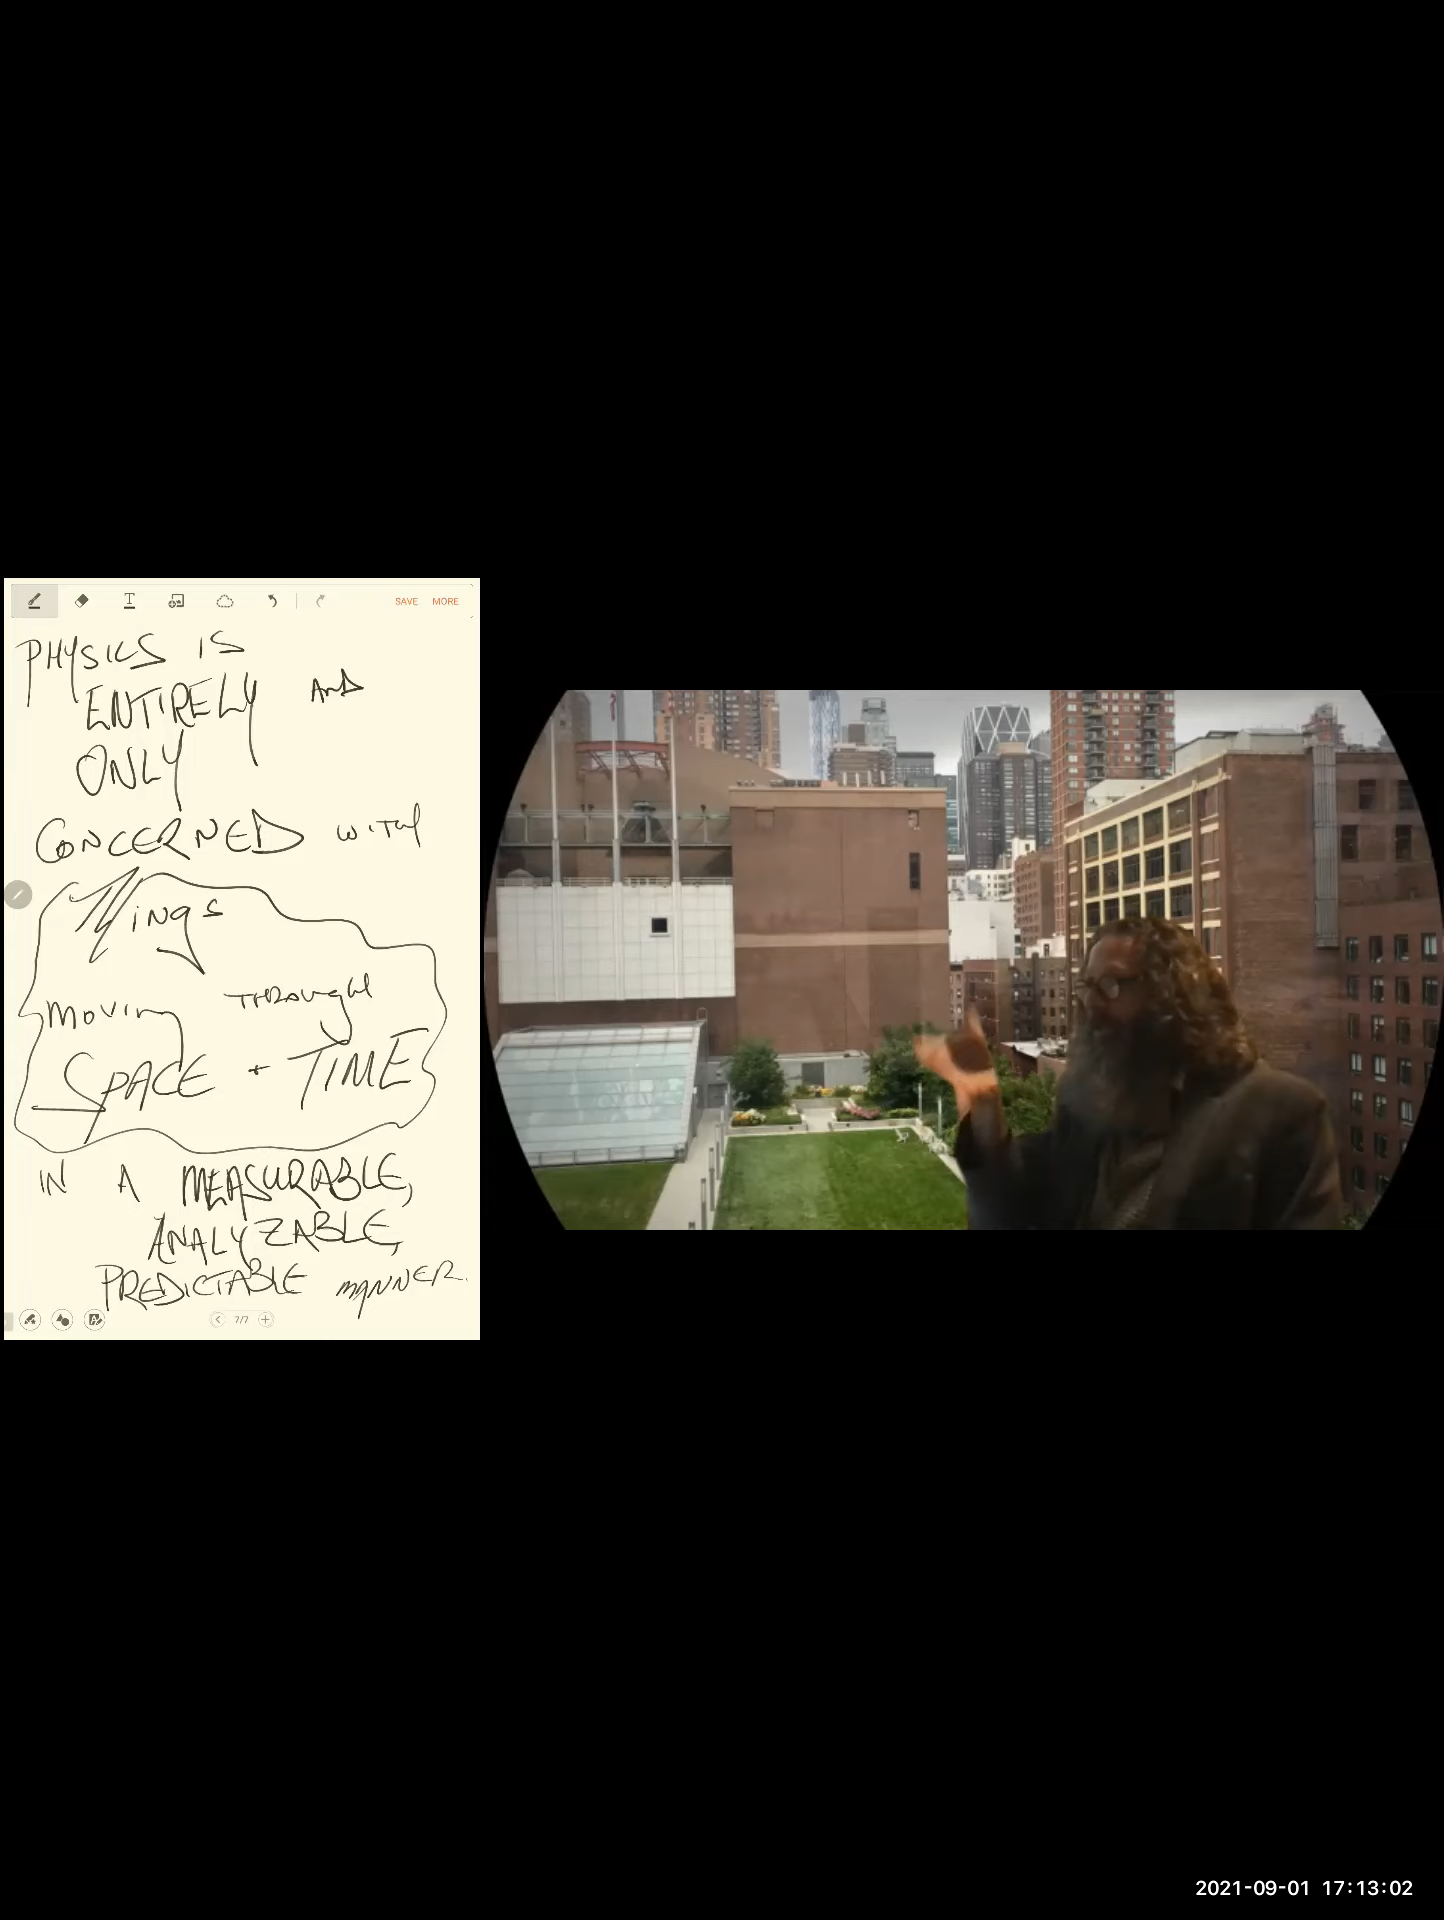 SAVE MORE
PHYSICS IS
ENTIRELY AND
ONLY
CONCERNED WITH
THINGS
MOVING THROUGH
SPACE + TIME
IN A MEASURABLE,
ANALYZABLE,
PREDICTABLE MANNER.
7/7
2021-09-01 17:13:02